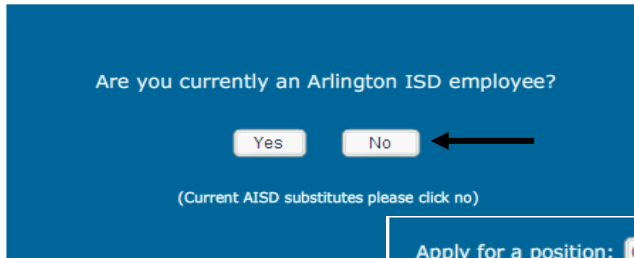 Are you currently an Arlington ISD employee?
Yes No
(Current AISD substitutes please click no)
Apply for a position: